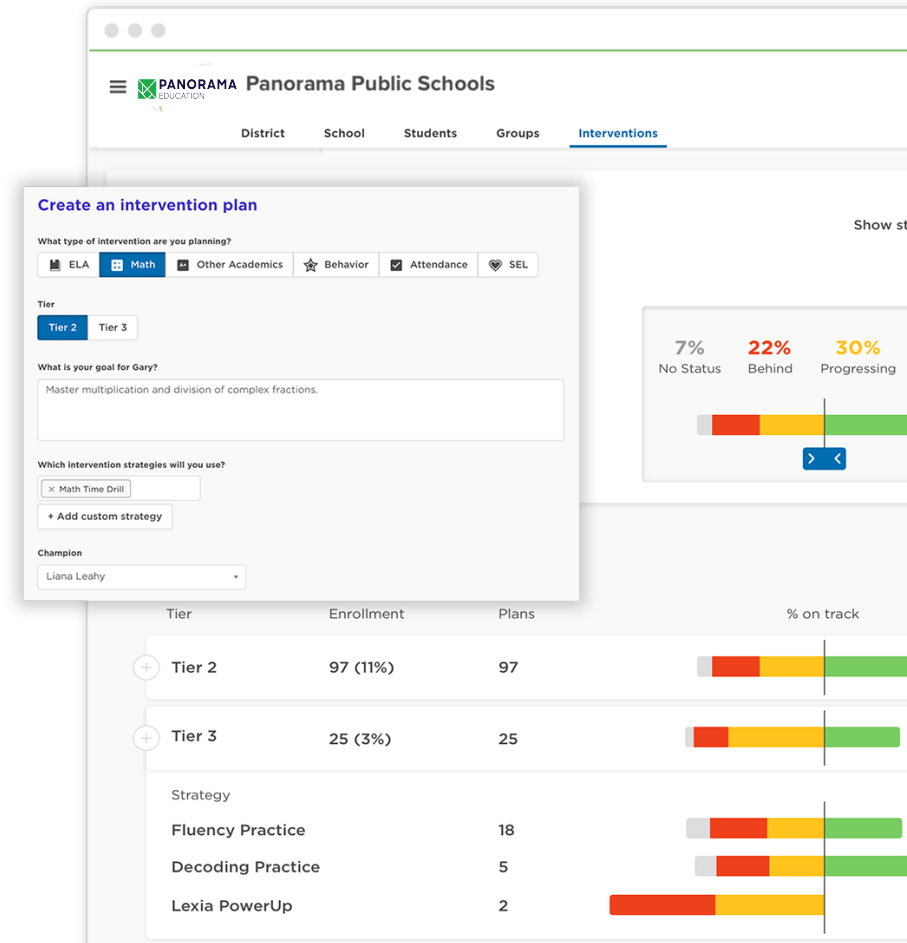 PANORAMA
EDUCATION
Panorama Public Schools
District School Students Groups Interventions
Create an intervention plan
What type of intervention are you planning?
ELA Math A+ Other Academics Behavior Attendance SEL
Tier
Tier 2 Tier 3
What is your goal for Gary?
Master multiplication and division of complex fractions.
Which intervention strategies will you use?
× Math Time Drill
+ Add custom strategy
Champion
Liana Leahy
Show st
7% 22% 30%
No Status Behind Progressing
Tier Enrollment Plans % on track
Tier 2 97 (11%) 97
Tier 3 25 (3%) 25
Strategy
Fluency Practice 18
Decoding Practice 5
Lexia PowerUp 2